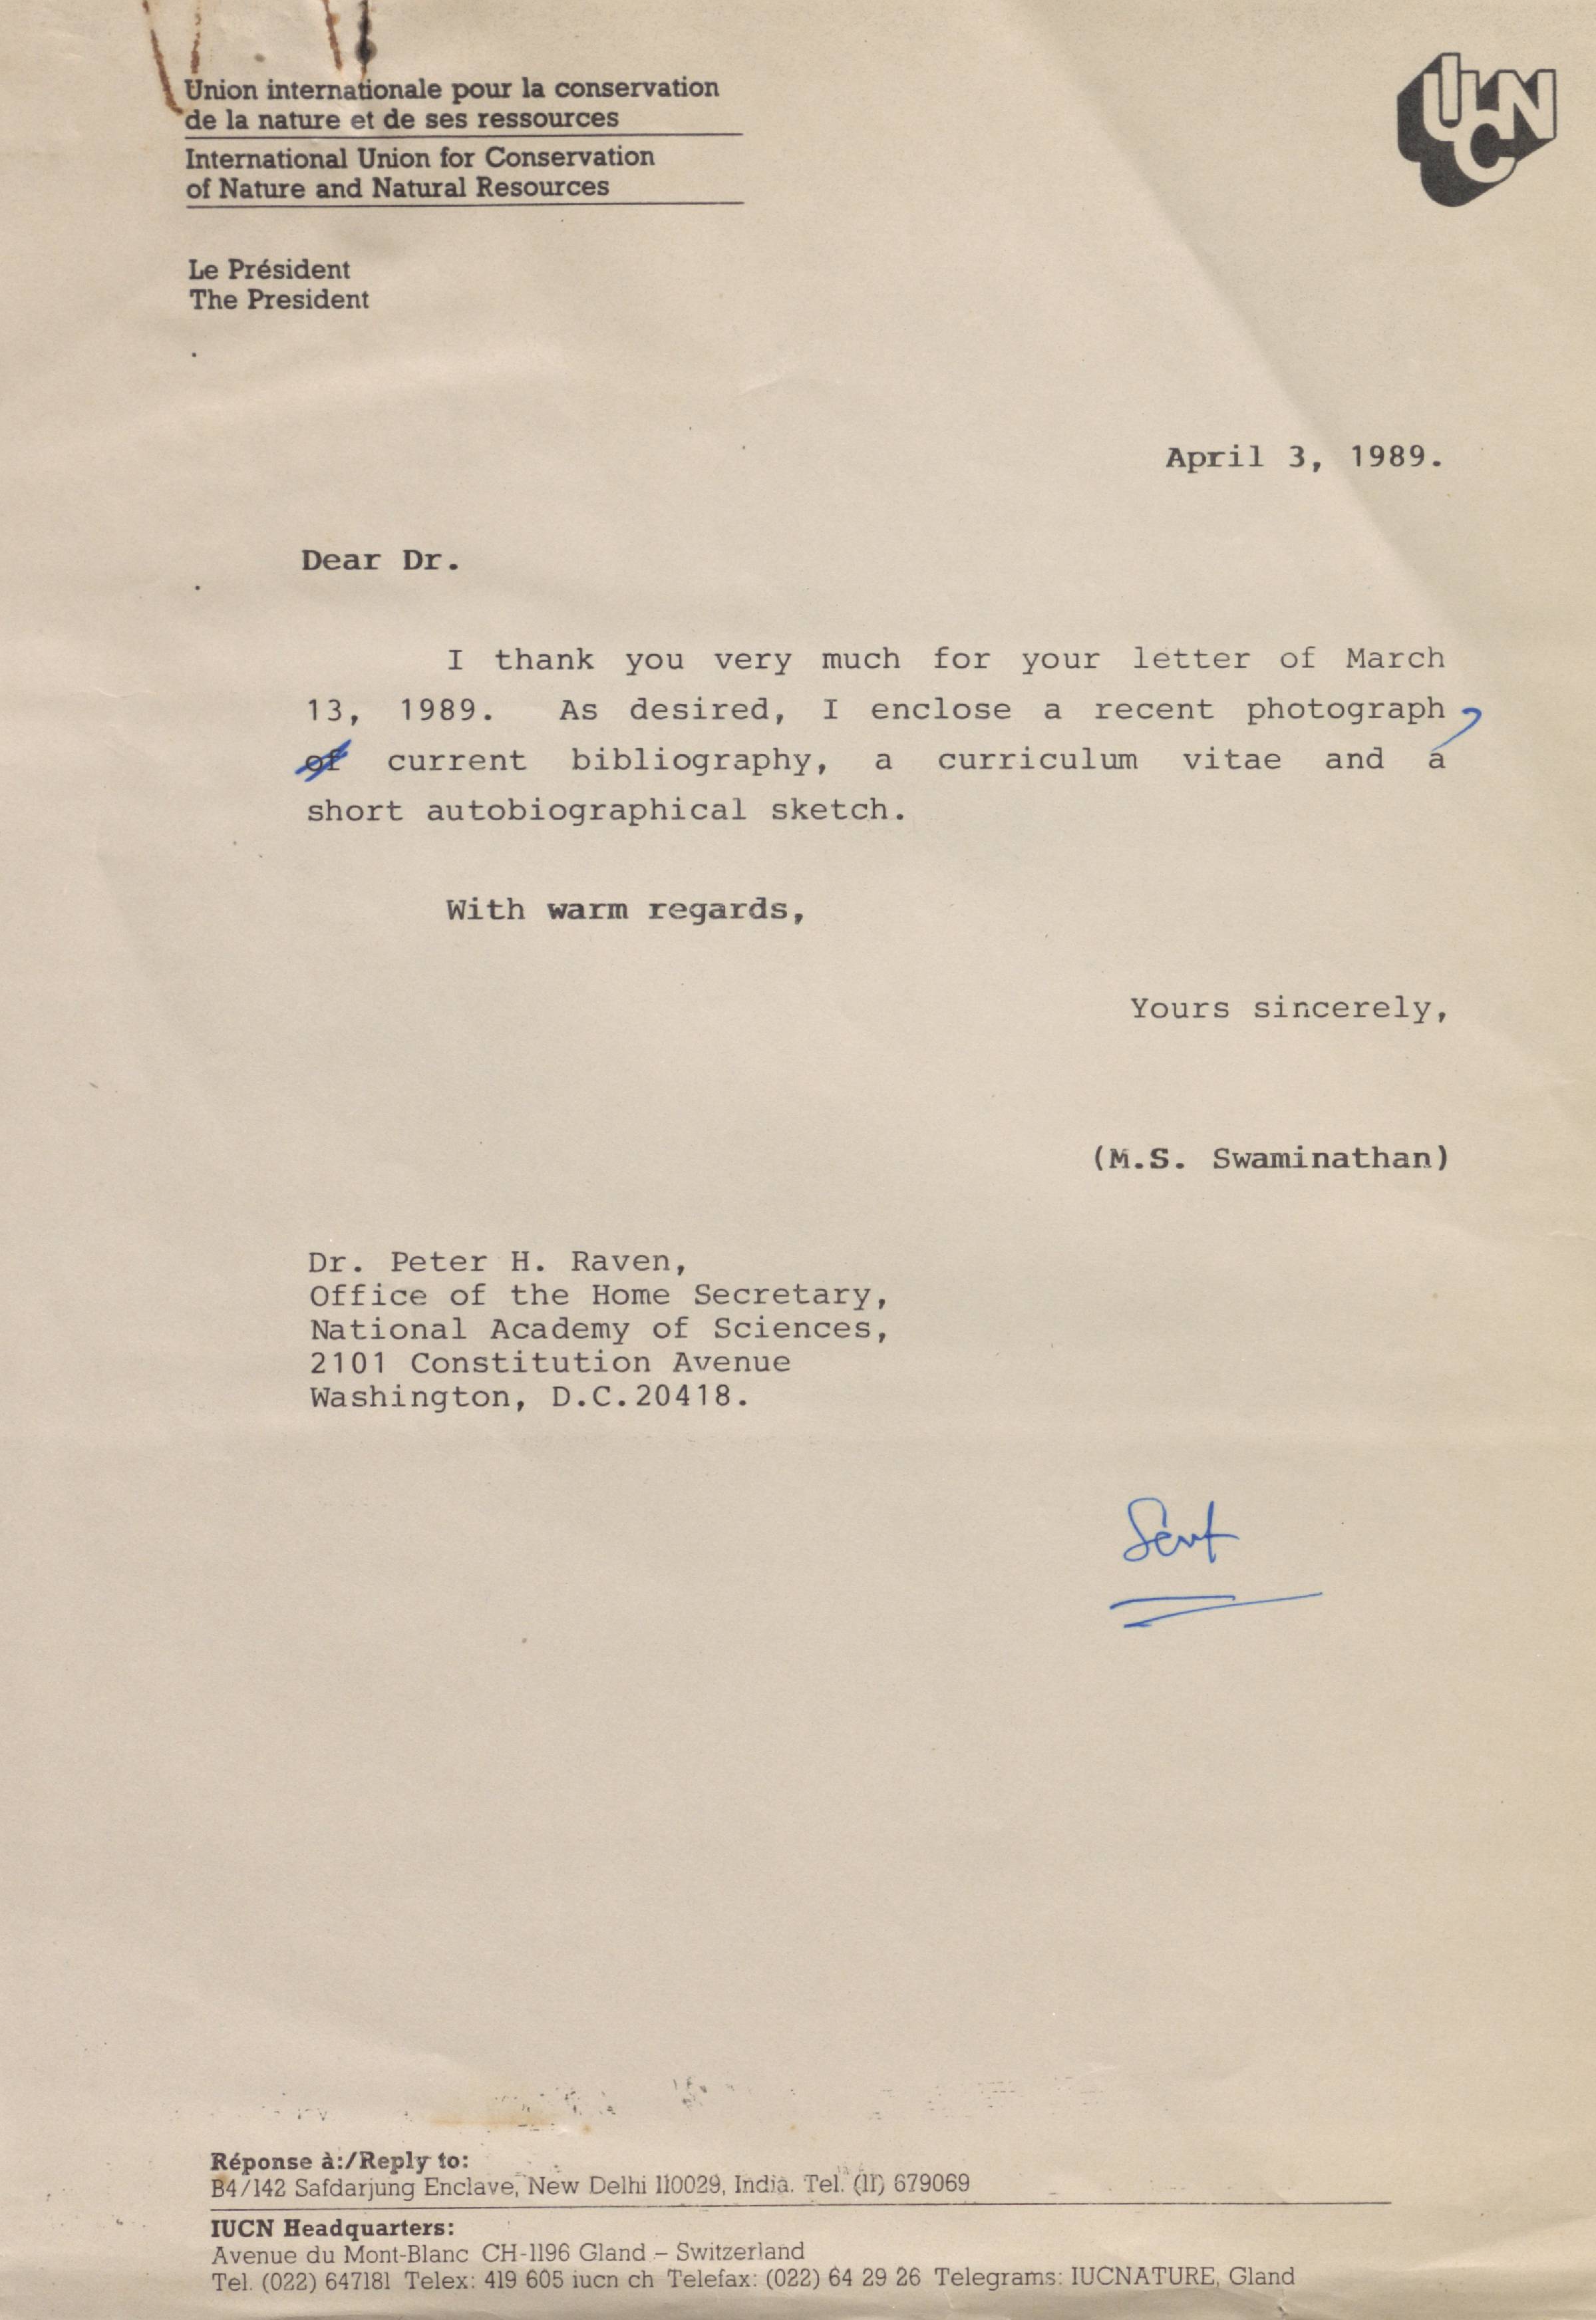 Union internationale pour la conservation
de la nature et de ses ressources
International Union for Conservation
of Nature and Natural Resources
IUCN
Le Président
The President
April 3, 1989.
Dear Dr.
I thank you very much for your letter of March
13, 1989. As desired, I enclose a recent photograph,
of current bibliography, a curriculum vitae and a
short autobiographical sketch.
With warm regards,
Yours sincerely,
(M.S. Swaminathan)
Dr. Peter H. Raven,
Office of the Home Secretary,
National Academy of Sciences,
2101 Constitution Avenue
Washington, D.C.20418.
Sent
Réponse à:/Reply to:
B4/142 Safdarjung Enclave, New Delhi 110029, India. Tel. (11) 679069
IUCN Headquarters:
Avenue du Mont-Blanc CH-1196 Gland – Switzerland
Tel. (022) 647181 Telex: 419 605 iucn ch Telefax: (022) 64 29 26 Telegrams: IUCNATURE, Gland